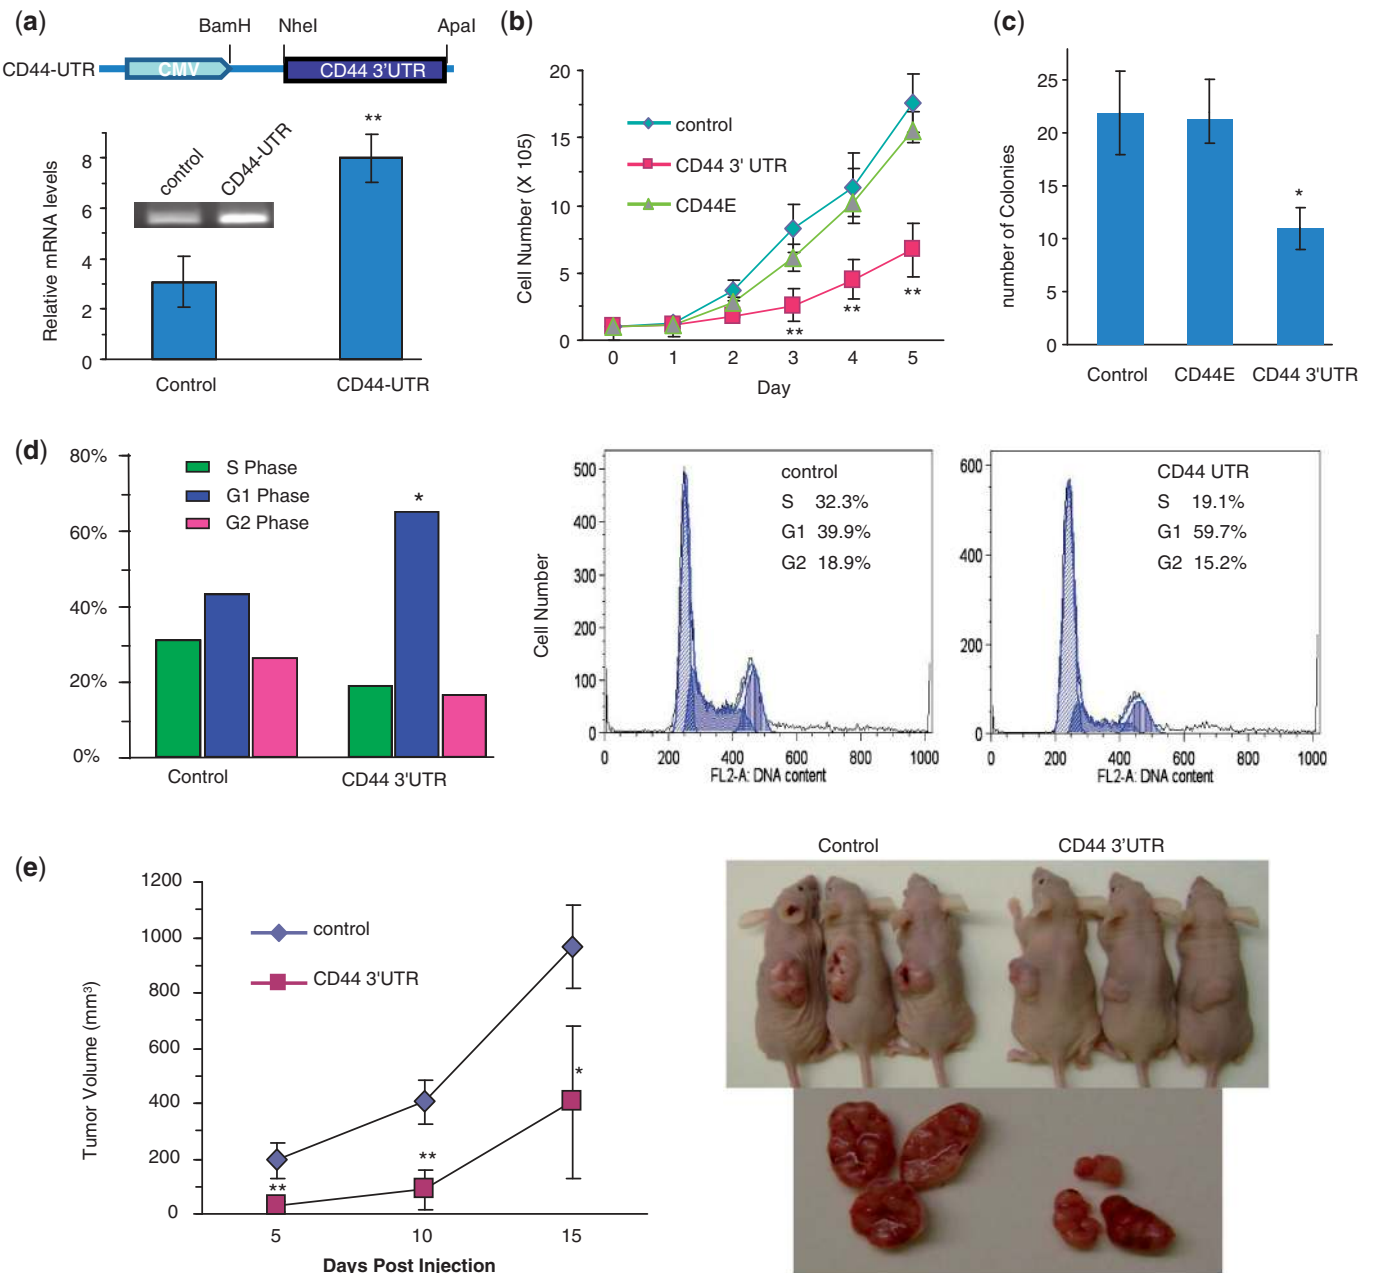 (a)
BamH NheI ApaI
CD44-UTR CMV CD44 3'UTR
Relative mRNA levels
8
6
4
2
0
control CD44-UTR
**
Control CD44-UTR
(b)
Cell Number (X 105)
20
15
10
5
0
control
CD44 3' UTR
CD44E
** ** **
0 1 2 3 4 5
Day
(c)
number of Colonies
25
20
15
10
5
0
*
Control CD44E CD44 3'UTR
(d)
80%
60%
40%
20%
0%
S Phase
G1 Phase
G2 Phase
*
Control CD44 3'UTR
Cell Number
500
400
300
200
100
0
control
S 32.3%
G1 39.9%
G2 18.9%
0 200 400 600 800 1000
FL2-A: DNA content
600
400
200
0
CD44 UTR
S 19.1%
G1 59.7%
G2 15.2%
0 200 400 600 800 1000
FL2-A: DNA content
(e)
Tumor Volume (mm³)
1200
1000
800
600
400
200
0
control
CD44 3'UTR
** ** *
5 10 15
Days Post Injection
Control CD44 3'UTR